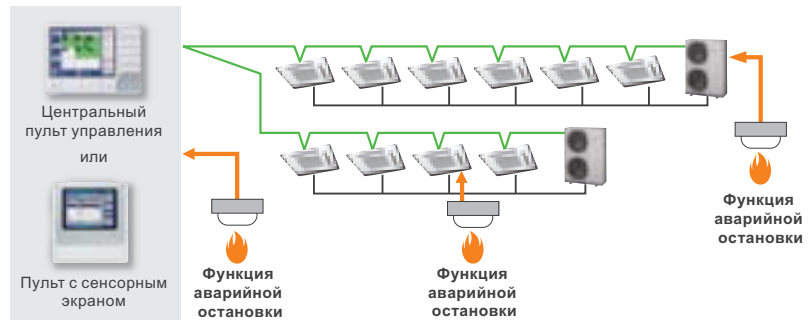 Центральный
пульт управления
или
Пульт с сенсорным
экраном
Функция
аварийной
остановки
Функция
аварийной
остановки
Функция
аварийной
остановки